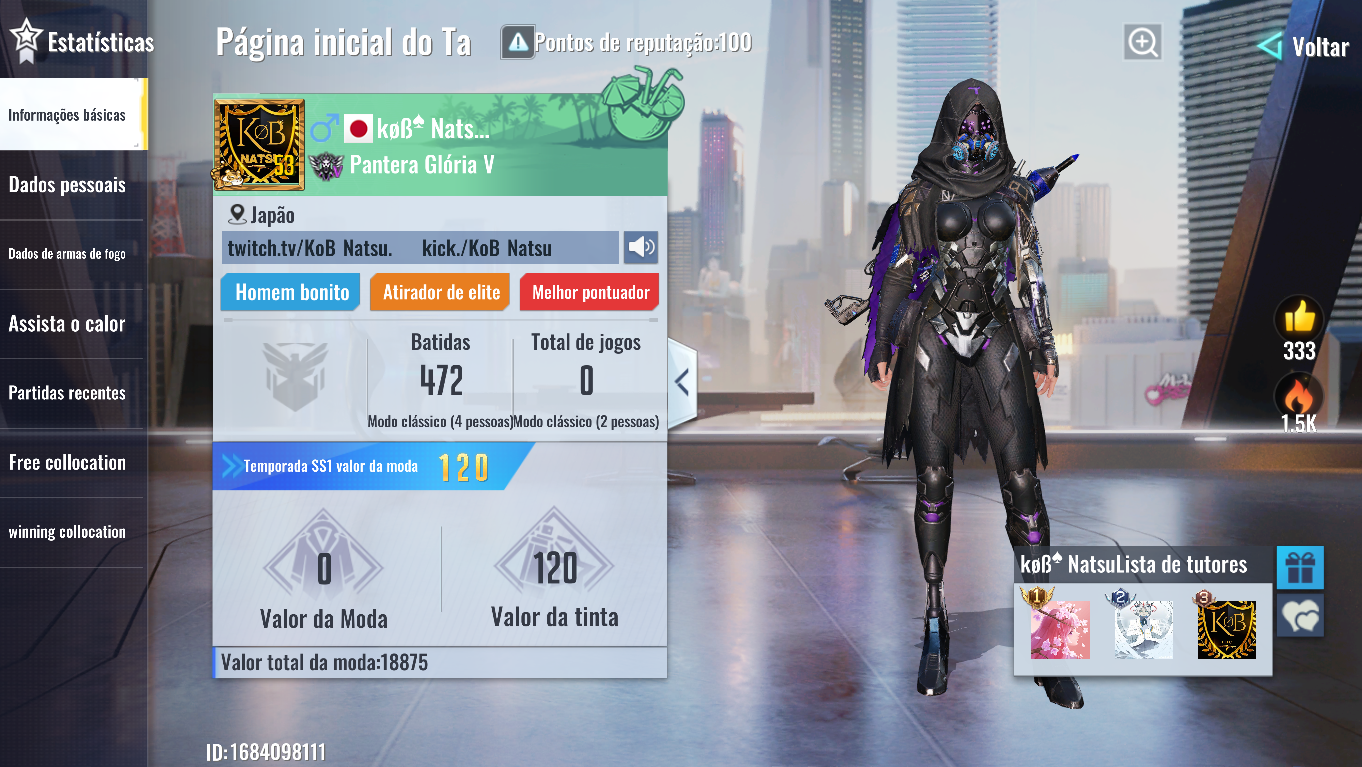 Estatísticas
Página inicial do Ta
Pontos de reputação:100
Voltar
Informações básicas
Dados pessoais
Dados de armas de fogo
Assista o calor
Partidas recentes
Free collocation
winning collocation
KØB
NATSU
53
køß♠ Nats...
Pantera Glória V
Japão
twitch.tv/KoB Natsu. kick./KoB Natsu
Homem bonito
Atirador de elite
Melhor pontuador
Batidas
472
Modo clássico (4 pessoas)
Total de jogos
0
Modo clássico (2 pessoas)
Temporada SS1 valor da moda 120
0
Valor da Moda
120
Valor da tinta
Valor total da moda:18875
ID:1684098111
333
1.5K
køß♠ NatsuLista de tutores
1
2
3
KØB